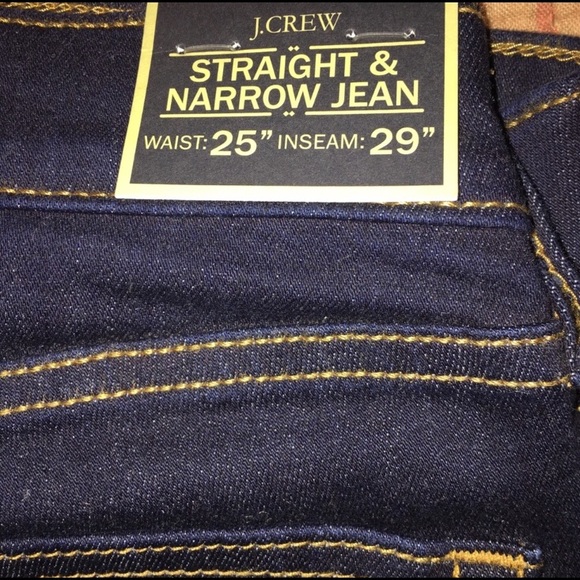 J.CREW
STRAIGHT &
NARROW JEAN
WAIST: 25” INSEAM: 29”